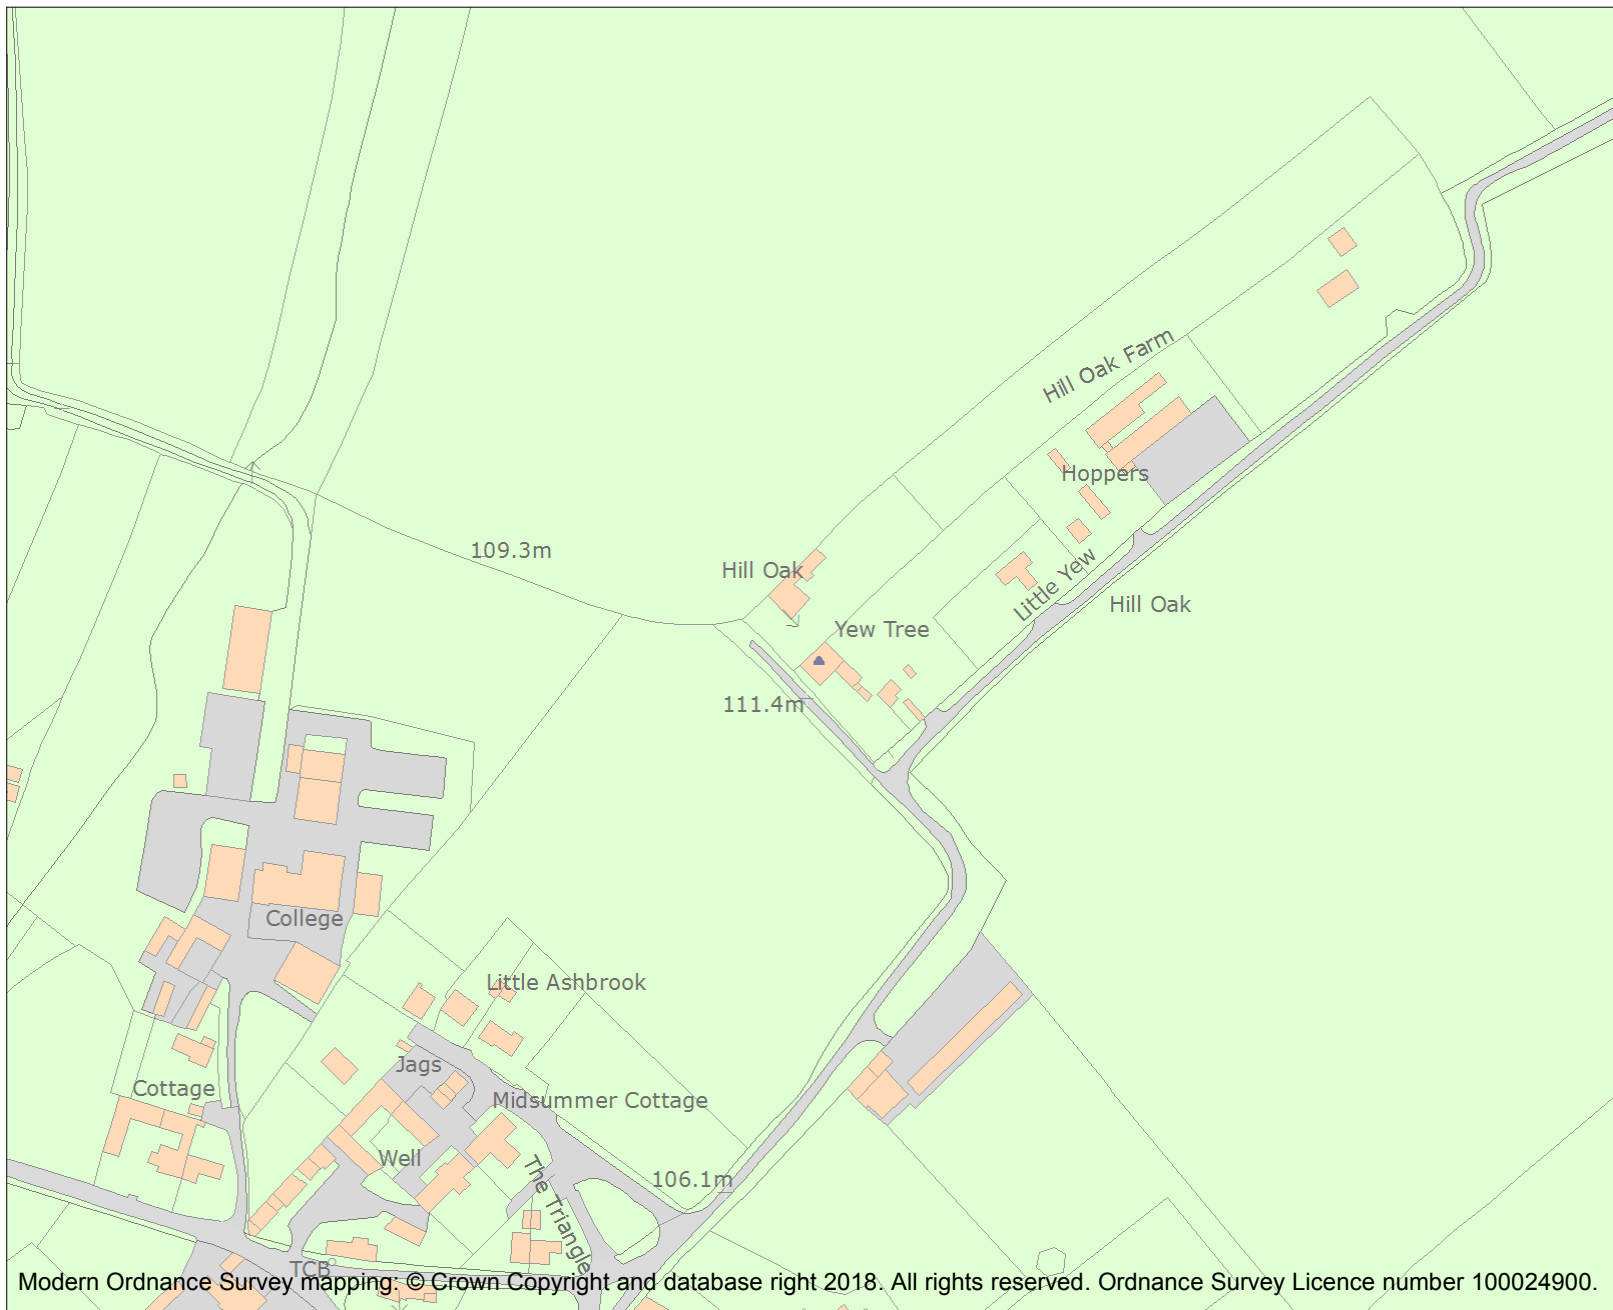 Hill Oak Farm
Hoppers
109.3m
Hill Oak
Little Yew
Hill Oak
Yew Tree
111.4m
College
Little Ashbrook
Jags
Cottage
Midsummer Cottage
Well
106.1m
The Triangle
TCB
Modern Ordnance Survey mapping: © Crown Copyright and database right 2018. All rights reserved. Ordnance Survey Licence number 100024900.